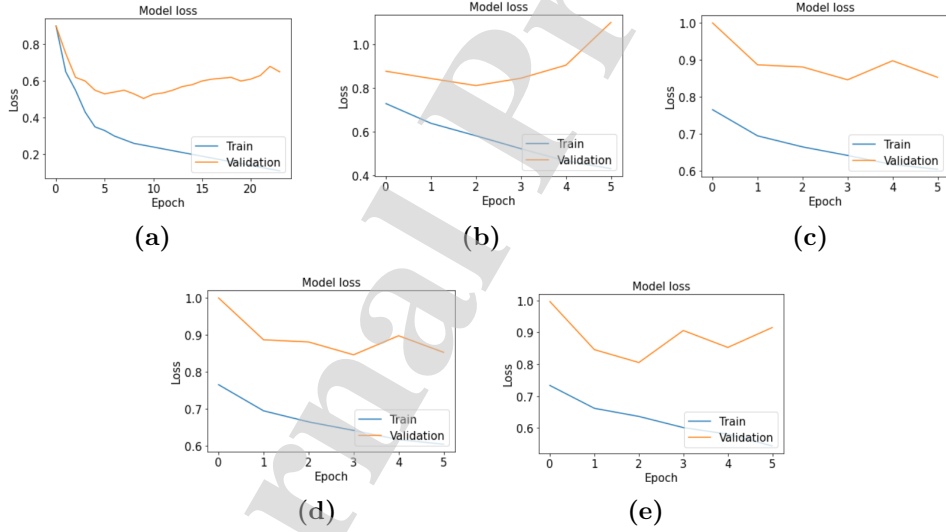 Model loss
0.8
0.6
0.4
0.2
Loss
0 5 10 15 20
Epoch
Train
Validation
(a)
Model loss
1.0
0.8
0.6
0.4
Loss
0 1 2 3 4 5
Epoch
Train
Validation
(b)
Model loss
1.0
0.9
0.8
0.7
0.6
Loss
0 1 2 3 4 5
Epoch
Train
Validation
(c)
Model loss
1.0
0.9
0.8
0.7
0.6
Loss
0 1 2 3 4 5
Epoch
Train
Validation
(d)
Model loss
1.0
0.9
0.8
0.7
0.6
Loss
0 1 2 3 4 5
Epoch
Train
Validation
(e)
rnal Pr